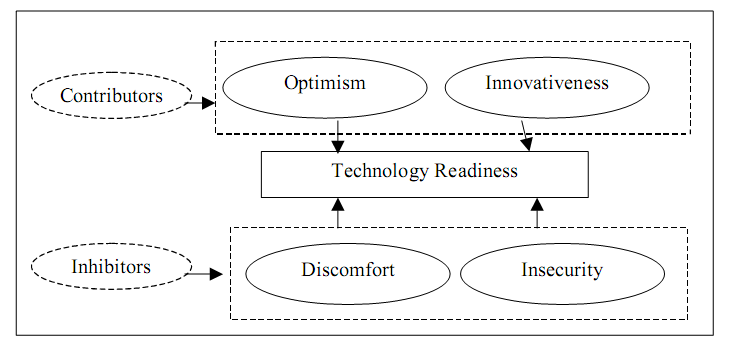 Optimism
Innovativeness
Contributors
Technology Readiness
Inhibitors
Discomfort
Insecurity